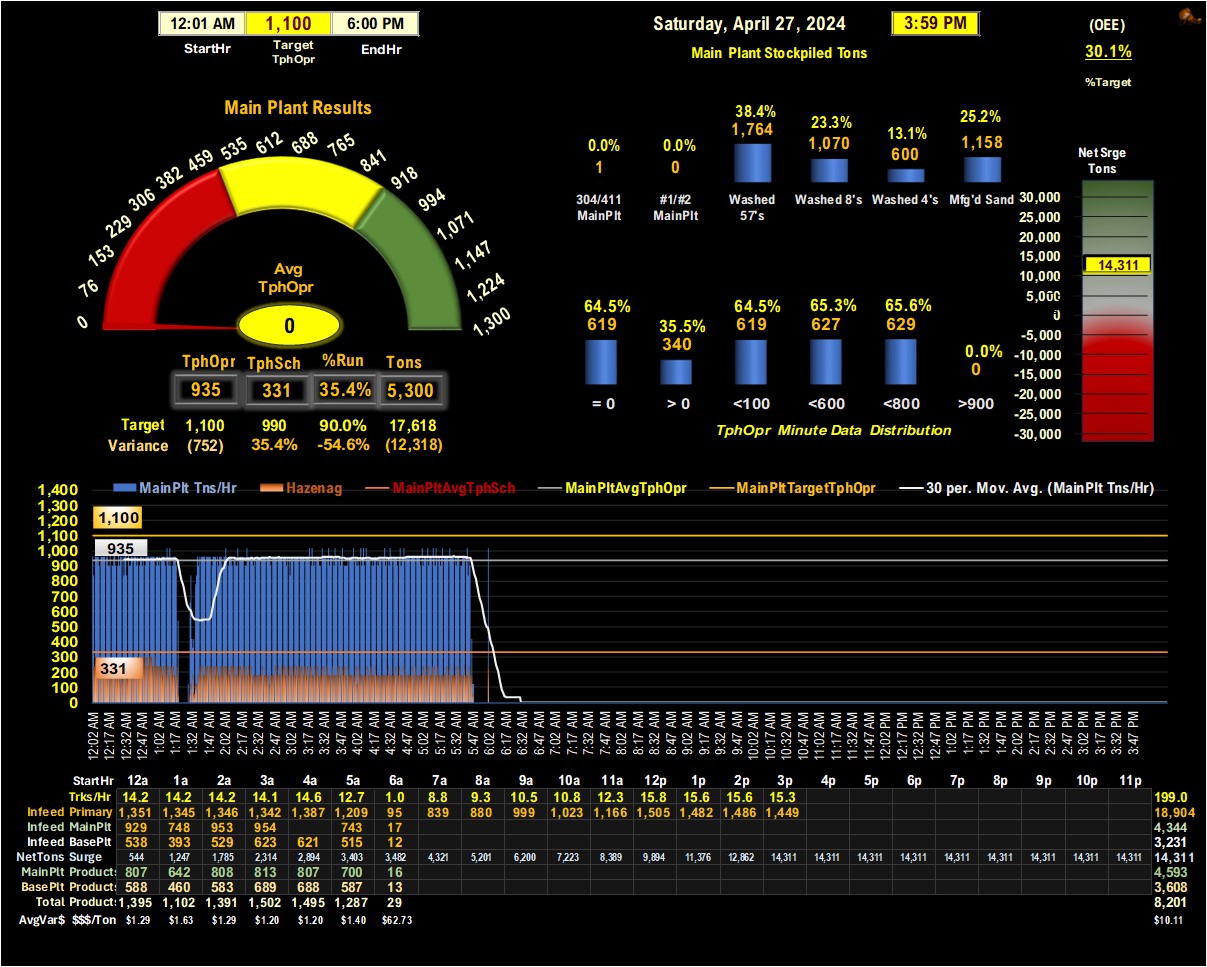 12:01 AM 1,100 6:00 PM
StartHr Target TphOpr EndHr
Saturday, April 27, 2024 3:59 PM
Main Plant Stockpiled Tons
(OEE)
30.1%
%Target
Main Plant Results
0 76 153 229 306 382 459 535 612 688 765 841 918 994 1,071 1,147 1,224 1,300
Avg
TphOpr
0
TphOpr TphSch %Run Tons
935 331 35.4% 5,300
Target 1,100 990 90.0% 17,618
Variance (752) 35.4% -54.6% (12,318)
0.0% 0.0% 38.4% 23.3% 13.1% 25.2%
1 0 1,764 1,070 600 1,158
304/411 MainPlt #1/#2 MainPlt Washed 57's Washed 8's Washed 4's Mfg'd Sand
64.5% 35.5% 64.5% 65.3% 65.6% 0.0%
619 340 619 627 629 0
= 0 > 0 <100 <600 <800 >900
TphOpr Minute Data Distribution
Net Srge
Tons
30,000
25,000
20,000
15,000
14,311
10,000
5,000
0
-5,000
-10,000
-15,000
-20,000
-25,000
-30,000
MainPlt Tns/Hr Hazenag MainPltAvgTphSch MainPltAvgTphOpr MainPltTargetTphOpr 30 per. Mov. Avg. (MainPlt Tns/Hr)
1,400
1,300
1,200
1,100
1,000
900
800
700
600
500
400
300
200
100
0
1,100
935
331
12:02 AM 12:17 AM 12:32 AM 12:47 AM 1:02 AM 1:17 AM 1:32 AM 1:47 AM 2:02 AM 2:17 AM 2:32 AM 2:47 AM 3:02 AM 3:17 AM 3:32 AM 3:47 AM 4:02 AM 4:17 AM 4:32 AM 4:47 AM 5:02 AM 5:17 AM 5:32 AM 5:47 AM 6:02 AM 6:17 AM 6:32 AM 6:47 AM 7:02 AM 7:17 AM 7:32 AM 7:47 AM 8:02 AM 8:17 AM 8:32 AM 8:47 AM 9:02 AM 9:17 AM 9:32 AM 9:47 AM 10:02 AM 10:17 AM 10:32 AM 10:47 AM 11:02 AM 11:17 AM 11:32 AM 11:47 AM 12:02 PM 12:17 PM 12:32 PM 12:47 PM 1:02 PM 1:17 PM 1:32 PM 1:47 PM 2:02 PM 2:17 PM 2:32 PM 2:47 PM 3:02 PM 3:17 PM 3:32 PM 3:47 PM
StartHr 12a 1a 2a 3a 4a 5a 6a 7a 8a 9a 10a 11a 12p 1p 2p 3p 4p 5p 6p 7p 8p 9p 10p 11p
Trks/Hr 14.2 14.2 14.2 14.1 14.6 12.7 1.0 8.8 9.3 10.5 10.8 12.3 15.8 15.6 15.6 15.3 199.0
Infeed Primary 1,351 1,345 1,346 1,342 1,387 1,209 95 839 880 999 1,023 1,166 1,505 1,482 1,486 1,449 18,904
Infeed MainPlt 929 748 953 954 743 17 4,344
Infeed BasePlt 538 393 529 623 621 515 12 3,231
NetTons Surge 544 1,247 1,785 2,314 2,894 3,403 3,482 4,321 5,201 6,200 7,223 8,389 9,894 11,376 12,862 14,311 14,311 14,311 14,311 14,311 14,311 14,311 14,311 14,311 14,311
MainPlt Products 807 642 808 813 807 700 16 4,593
BasePlt Products 588 460 583 689 688 587 13 3,608
Total Products 1,395 1,102 1,391 1,502 1,495 1,287 29 8,201
AvgVar$ $$$/Ton $1.29 $1.63 $1.29 $1.20 $1.20 $1.40 $62.73 $10.11